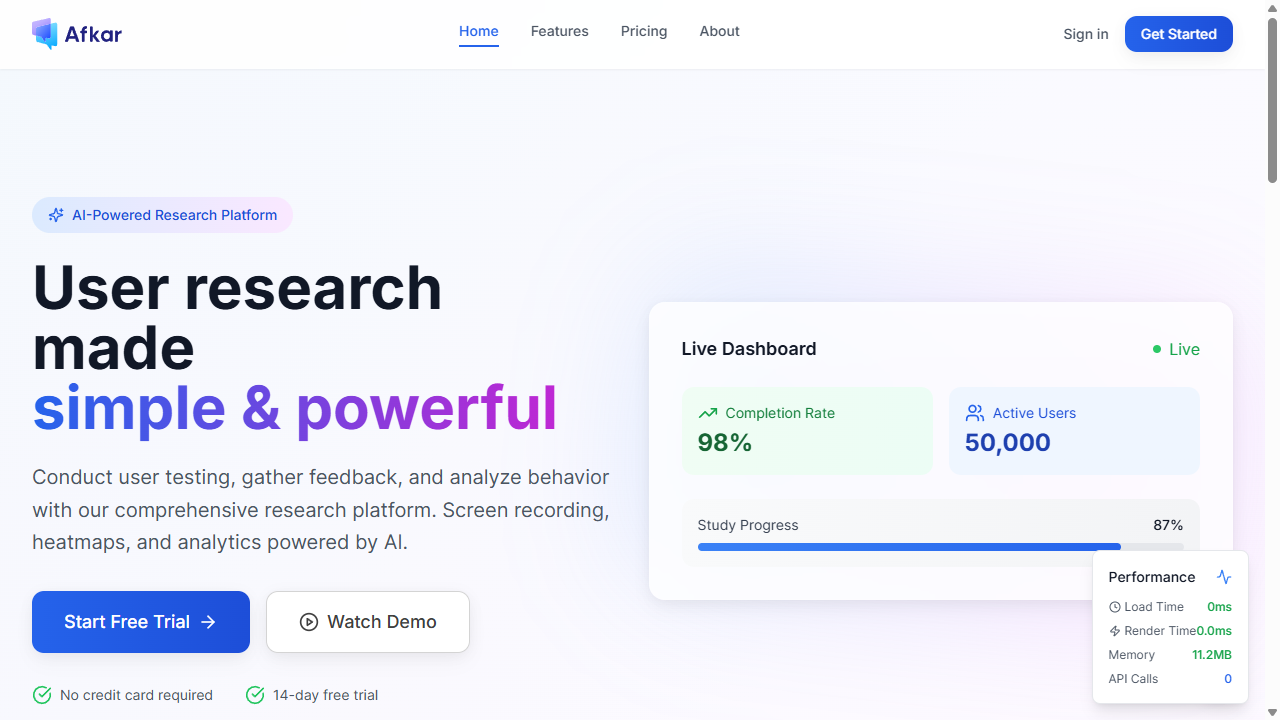 Afkar
Home
Features
Pricing
About
Sign in
Get Started
AI-Powered Research Platform
User research
made
simple & powerful
Conduct user testing, gather feedback, and analyze behavior
with our comprehensive research platform. Screen recording,
heatmaps, and analytics powered by AI.
Start Free Trial
Watch Demo
No credit card required
14-day free trial
Live Dashboard
Live
Completion Rate
98%
Active Users
50,000
Study Progress
87%
Performance
Load Time
0ms
Render Time
0.0ms
Memory
11.2MB
API Calls
0